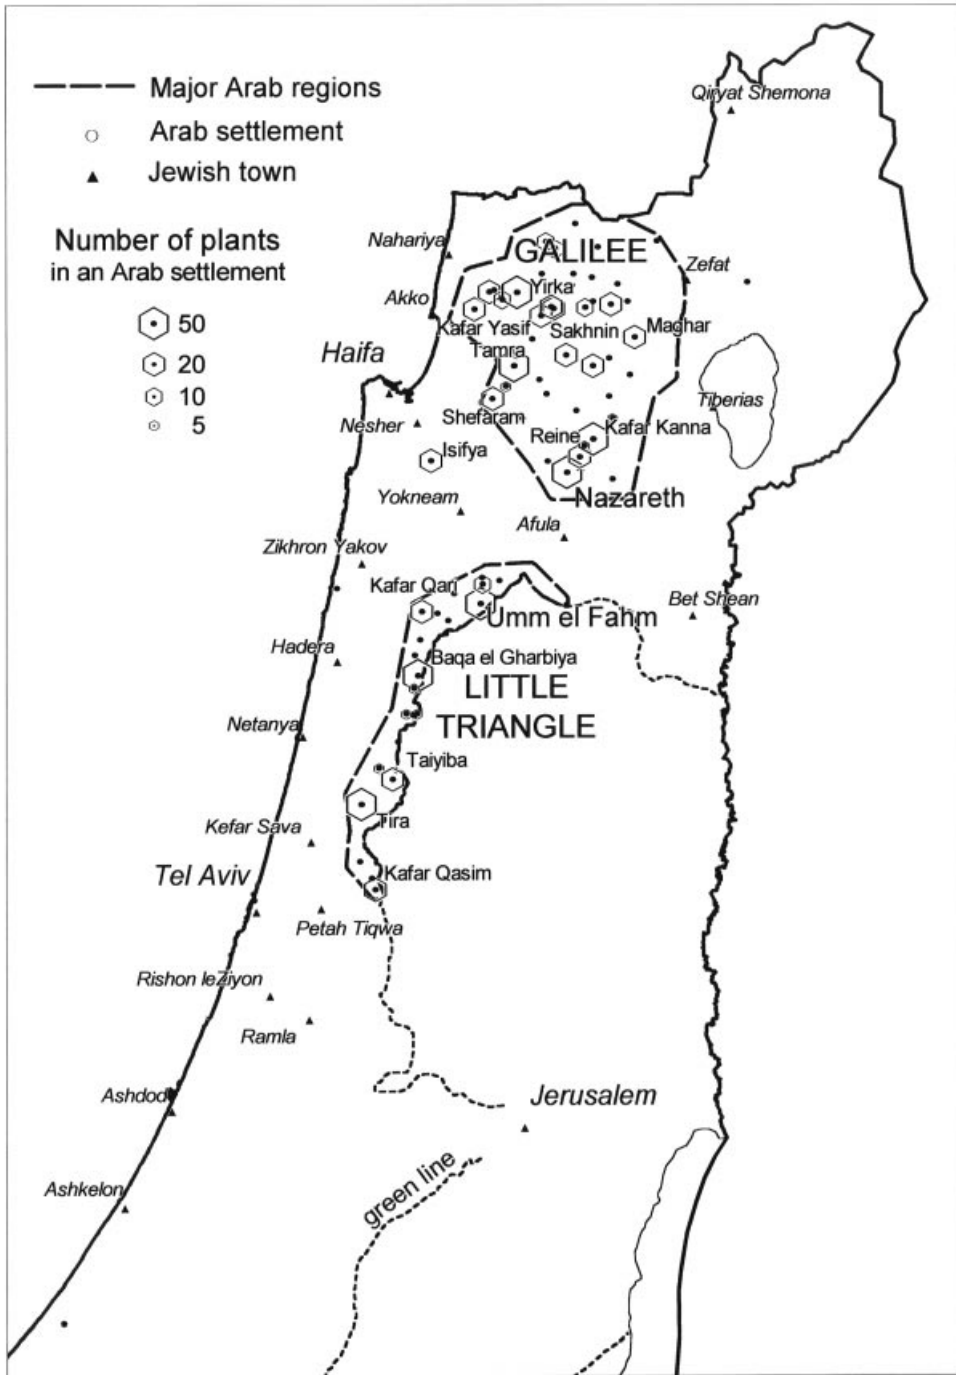 Major Arab regions
Arab settlement
Jewish town
Number of plants
in an Arab settlement
50
20
10
5
Qiryat Shemona
Nahariya
GALILEE
Zefat
Akko
Yirka
Kafar Yasif
Sakhnin
Maghar
Haifa
Tamra
Tiberias
Nesher
Shefaram
Reine
Kafar Kanna
Isifya
Yokneam
Nazareth
Afula
Zikhron Yakov
Kafar Qari
Umm el Fahm
Bet Shean
Hadera
Baqa el Gharbiya
LITTLE
TRIANGLE
Netanya
Taiyiba
Tira
Kefar Sava
Tel Aviv
Kafar Qasim
Petah Tiqwa
Rishon leZiyon
Ramla
Ashdod
Jerusalem
green line
Ashkelon